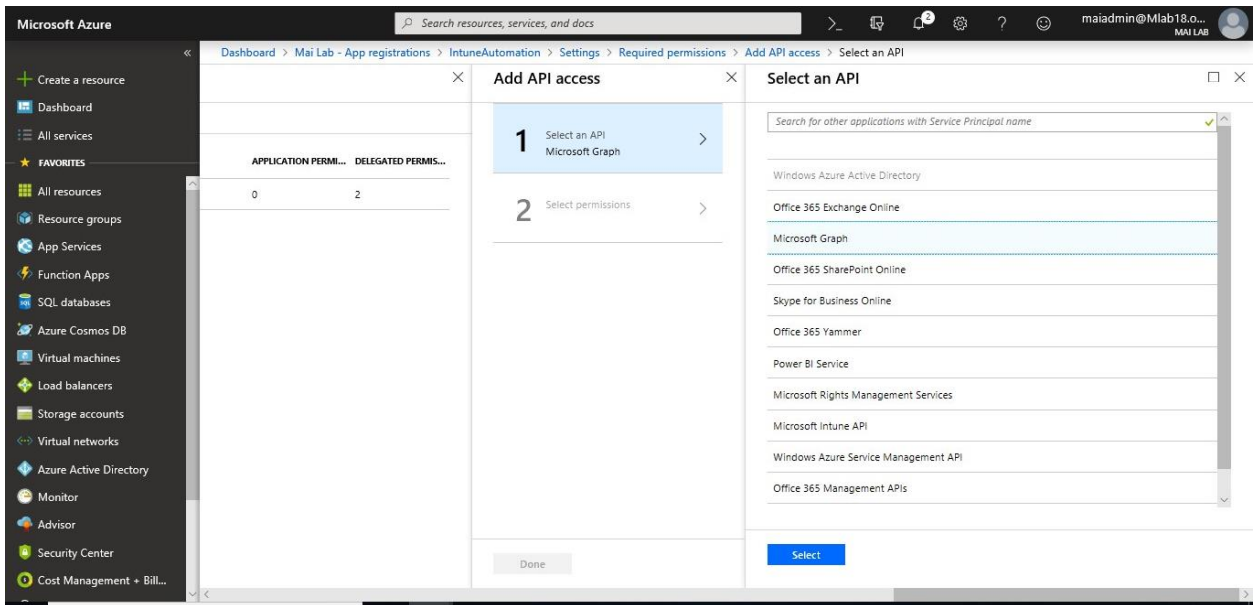 Microsoft Azure
Search resources, services, and docs
2
maiadmin@Mlab18.o...
MAI LAB
Dashboard > Mai Lab - App registrations > IntuneAutomation > Settings > Required permissions > Add API access > Select an API
Create a resource
Dashboard
All services
FAVORITES
All resources
Resource groups
App Services
Function Apps
SQL databases
Azure Cosmos DB
Virtual machines
Load balancers
Storage accounts
Virtual networks
Azure Active Directory
Monitor
Advisor
Security Center
Cost Management + Bill...
APPLICATION PERMI... DELEGATED PERMIS...
0 2
Add API access
1 Select an API
Microsoft Graph
2 Select permissions
Done
Select an API
Search for other applications with Service Principal name
Windows Azure Active Directory
Office 365 Exchange Online
Microsoft Graph
Office 365 SharePoint Online
Skype for Business Online
Office 365 Yammer
Power BI Service
Microsoft Rights Management Services
Microsoft Intune API
Windows Azure Service Management API
Office 365 Management APIs
Select